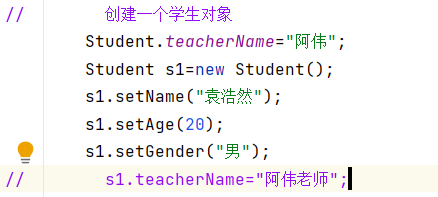 //        创建一个学生对象
        Student.teacherName="阿伟";
        Student s1=new Student();
        s1.setName("袁浩然");
        s1.setAge(20);
        s1.setGender("男");
//        s1.teacherName="阿伟老师";